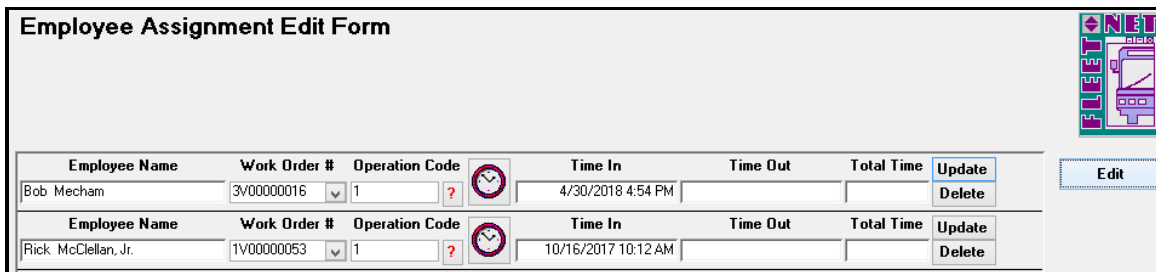 Employee Assignment Edit Form
FLEET NET
Employee Name Work Order # Operation Code Time In Time Out Total Time Update
Bob Mecham 3V00000016 1 ? 4/30/2018 4:54 PM Delete
Edit
Employee Name Work Order # Operation Code Time In Time Out Total Time Update
Rick McClellan, Jr. 1V00000053 1 ? 10/16/2017 10:12 AM Delete